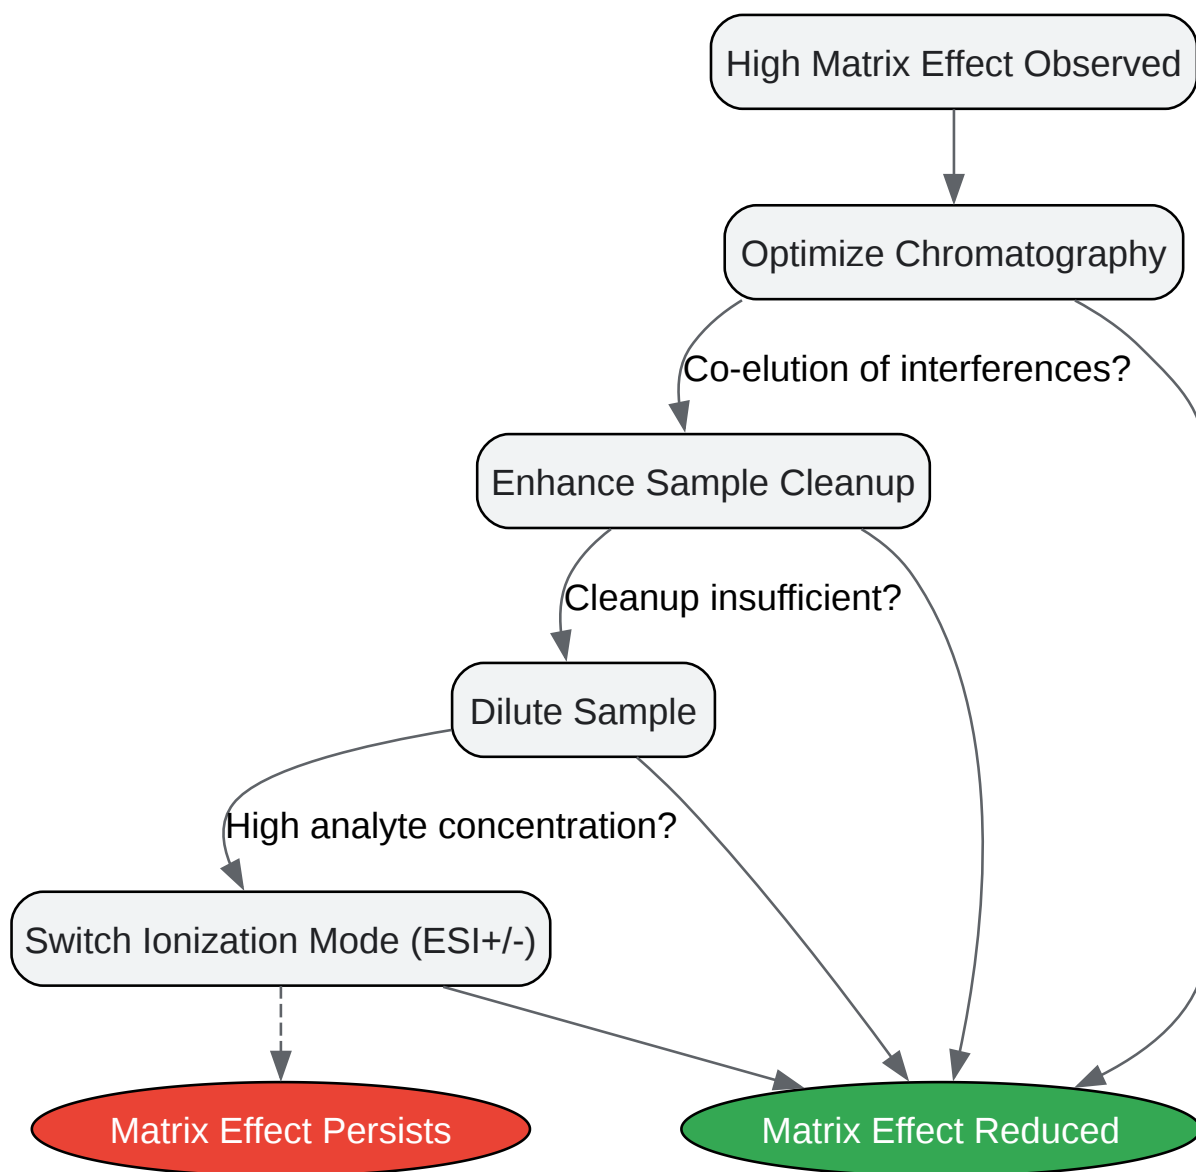 High Matrix Effect Observed
Optimize Chromatography
Co-elution of interferences?
Enhance Sample Cleanup
Cleanup insufficient?
Dilute Sample
High analyte concentration?
Switch Ionization Mode (ESI+/-)
Matrix Effect Persists
Matrix Effect Reduced